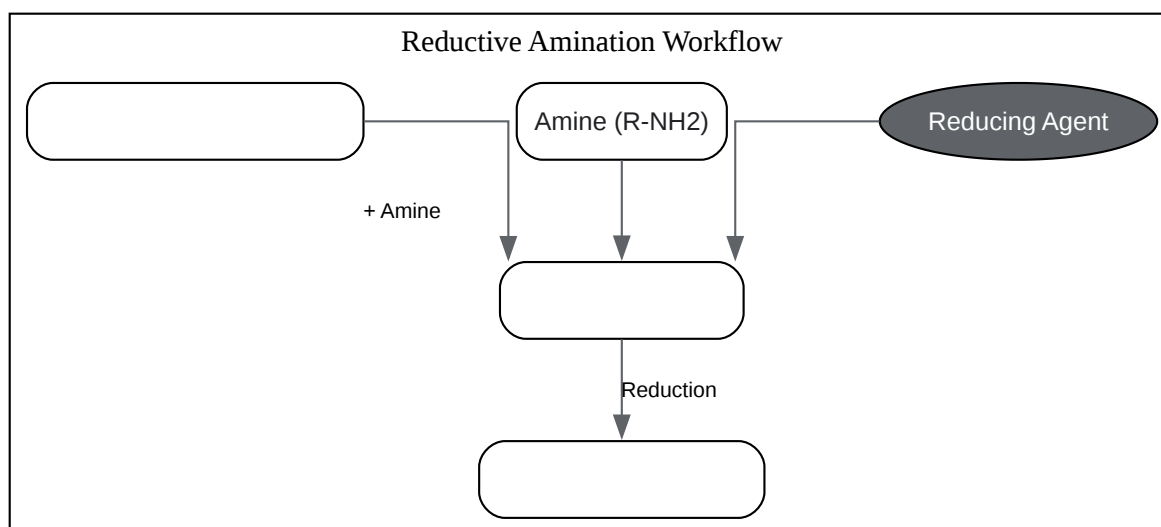 Reductive Amination Workflow
Amine (R-NH2)
Reducing Agent
+ Amine
Reduction